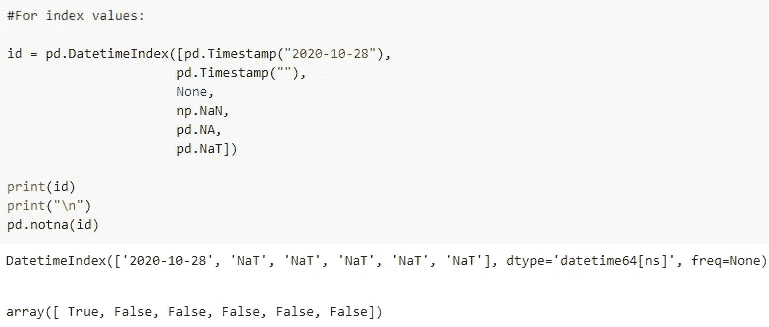 #For index values:
id = pd.DatetimeIndex([pd.Timestamp("2020-10-28"),
pd.Timestamp(""),
None,
np.NaN,
pd.NA,
pd.NaT])
print(id)
print("\n")
pd.notna(id)
DatetimeIndex(['2020-10-28', 'NaT', 'NaT', 'NaT', 'NaT', 'NaT'], dtype='datetime64[ns]', freq=None)
array([ True, False, False, False, False, False])